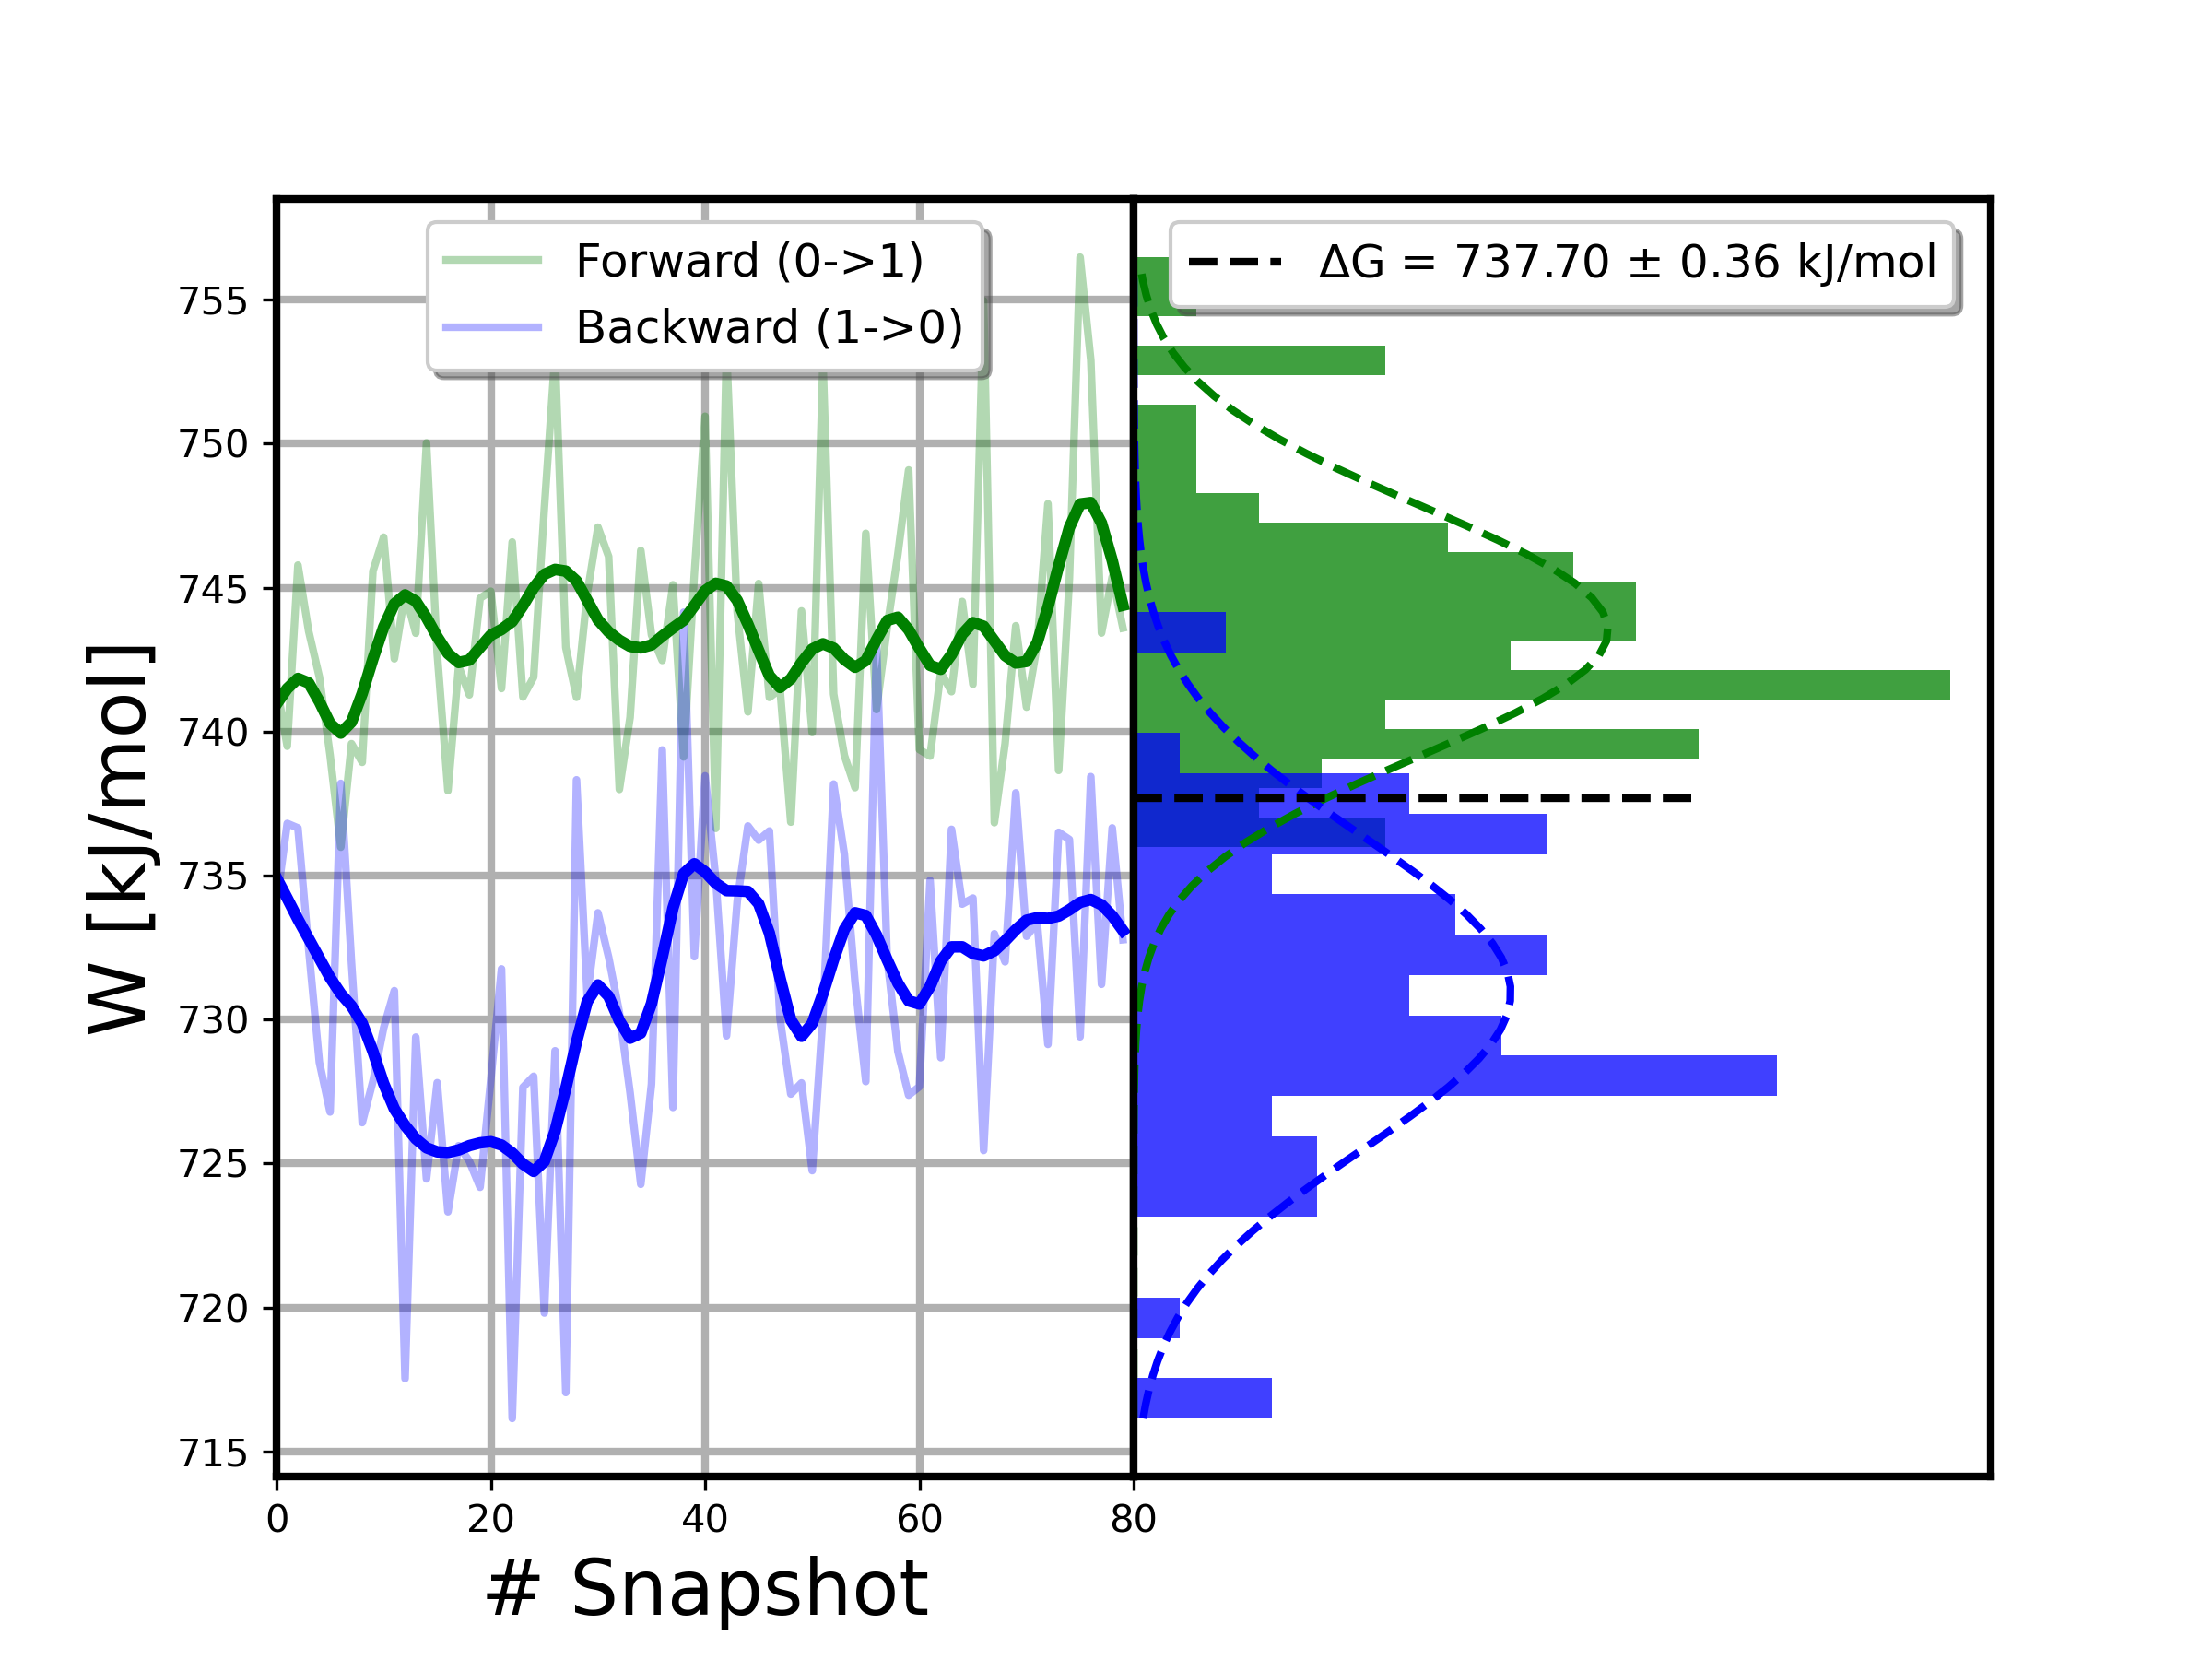 Forward (0->1)
Backward (1->0)
ΔG = 737.70 ± 0.36 kJ/mol
W [kJ/mol]
755
750
745
740
735
730
725
720
715
0 20 40 60 80
# Snapshot